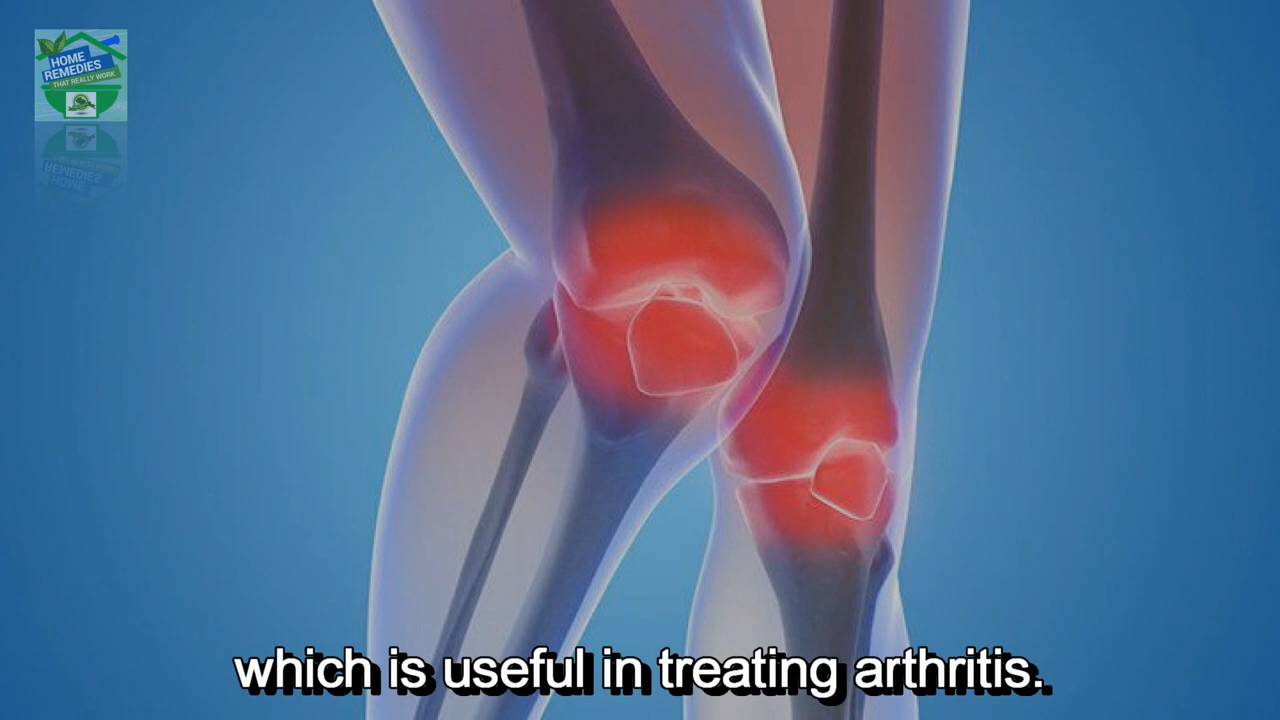 HOME
REMEDIES
THAT REALLY WORK
which is useful in treating arthritis.